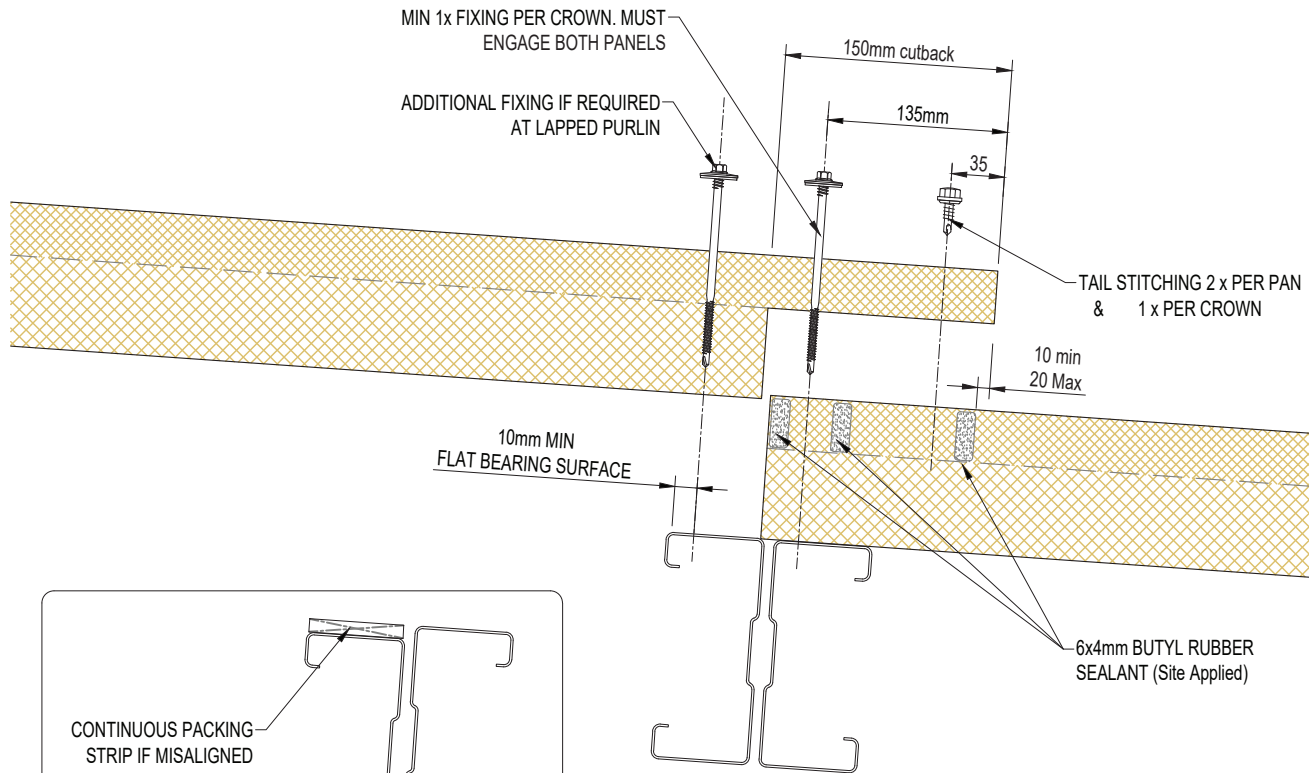 MIN 1x FIXING PER CROWN. MUST
ENGAGE BOTH PANELS
150mm cutback
ADDITIONAL FIXING IF REQUIRED
AT LAPPED PURLIN
135mm
35
TAIL STITCHING 2 x PER PAN
& 1 x PER CROWN
10 min
20 Max
10mm MIN
FLAT BEARING SURFACE
6x4mm BUTYL RUBBER
SEALANT (Site Applied)
CONTINUOUS PACKING
STRIP IF MISALIGNED